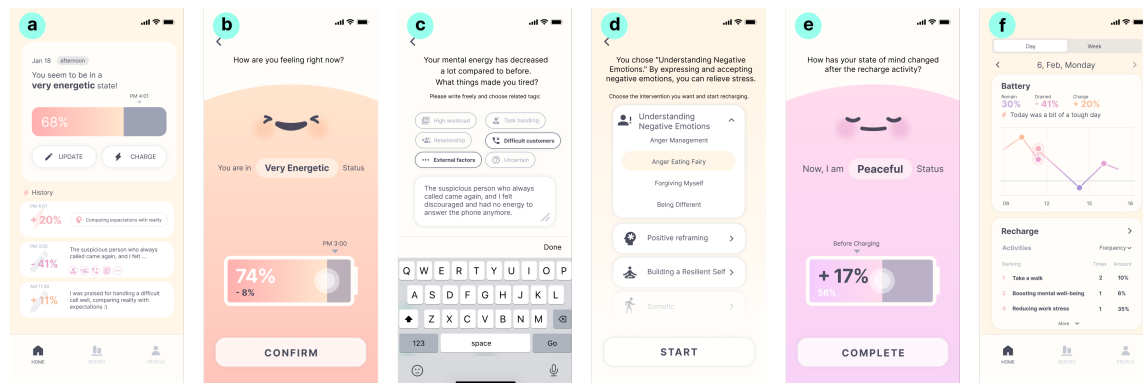 a
Jan 18 afternoon
You seem to be in a
very energetic state!
PM 4:01
68%
UPDATE
CHARGE
History
PM 4:01
+ 20%
Comparing expectations with reality
PM 3:00
- 41%
The suspicious person who always
called came again, and I felt ...
+ 11%
I was praised for handling a difficult
call well, comparing reality with
expectations :)
HOME
REPORT
PROFILE
b
How are you feeling right now?
You are in Very Energetic Status
PM 3:00
74%
- 8%
CONFIRM
c
Your mental energy has decreased
a lot compared to before.
What things made you tired?
Please write freely and choose related tags:
High workload
Task handling
Relationship
Difficult customers
External factors
Uncertain
The suspicious person who always
called came again, and I felt
discouraged and had no energy to
answer the phone anymore.
Done
Q W E R T Y U I O P
A S D F G H J K L
Z X C V B N M
123
space
Go
d
You chose "Understanding Negative
Emotions." By expressing and accepting
negative emotions, you can relieve stress.
Choose the intervention you want and start recharging.
Understanding
Negative Emotions
Anger Management
Anger Eating Fairy
Forgiving Myself
Being Different
Positive reframing
Building a Resilient Self
Somatic
START
e
How has your state of mind changed
after the recharge activity?
Now, I am Peaceful Status
Before Charging
+ 17%
56%
COMPLETE
f
Day
Week
6, Feb, Monday
Battery
Remain Drained Charge
30% - 41% + 20%
Today was a bit of a tough day
09 12 15 18
Recharge
Activities
Frequency
Ranking Times Amount
1 Take a walk 2 10%
2 Boosting mental well-being 1 6%
3 Reducing work stress 1 35%
More
HOME
REPORT
PROFILE